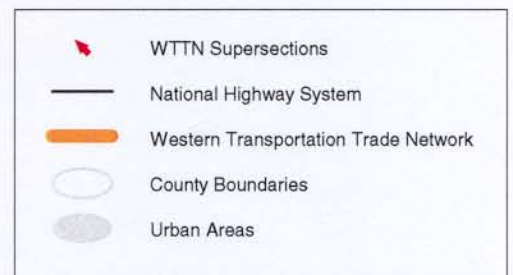 WTTN Supersections
National Highway System
Western Transportation Trade Network
County Boundaries
Urban Areas